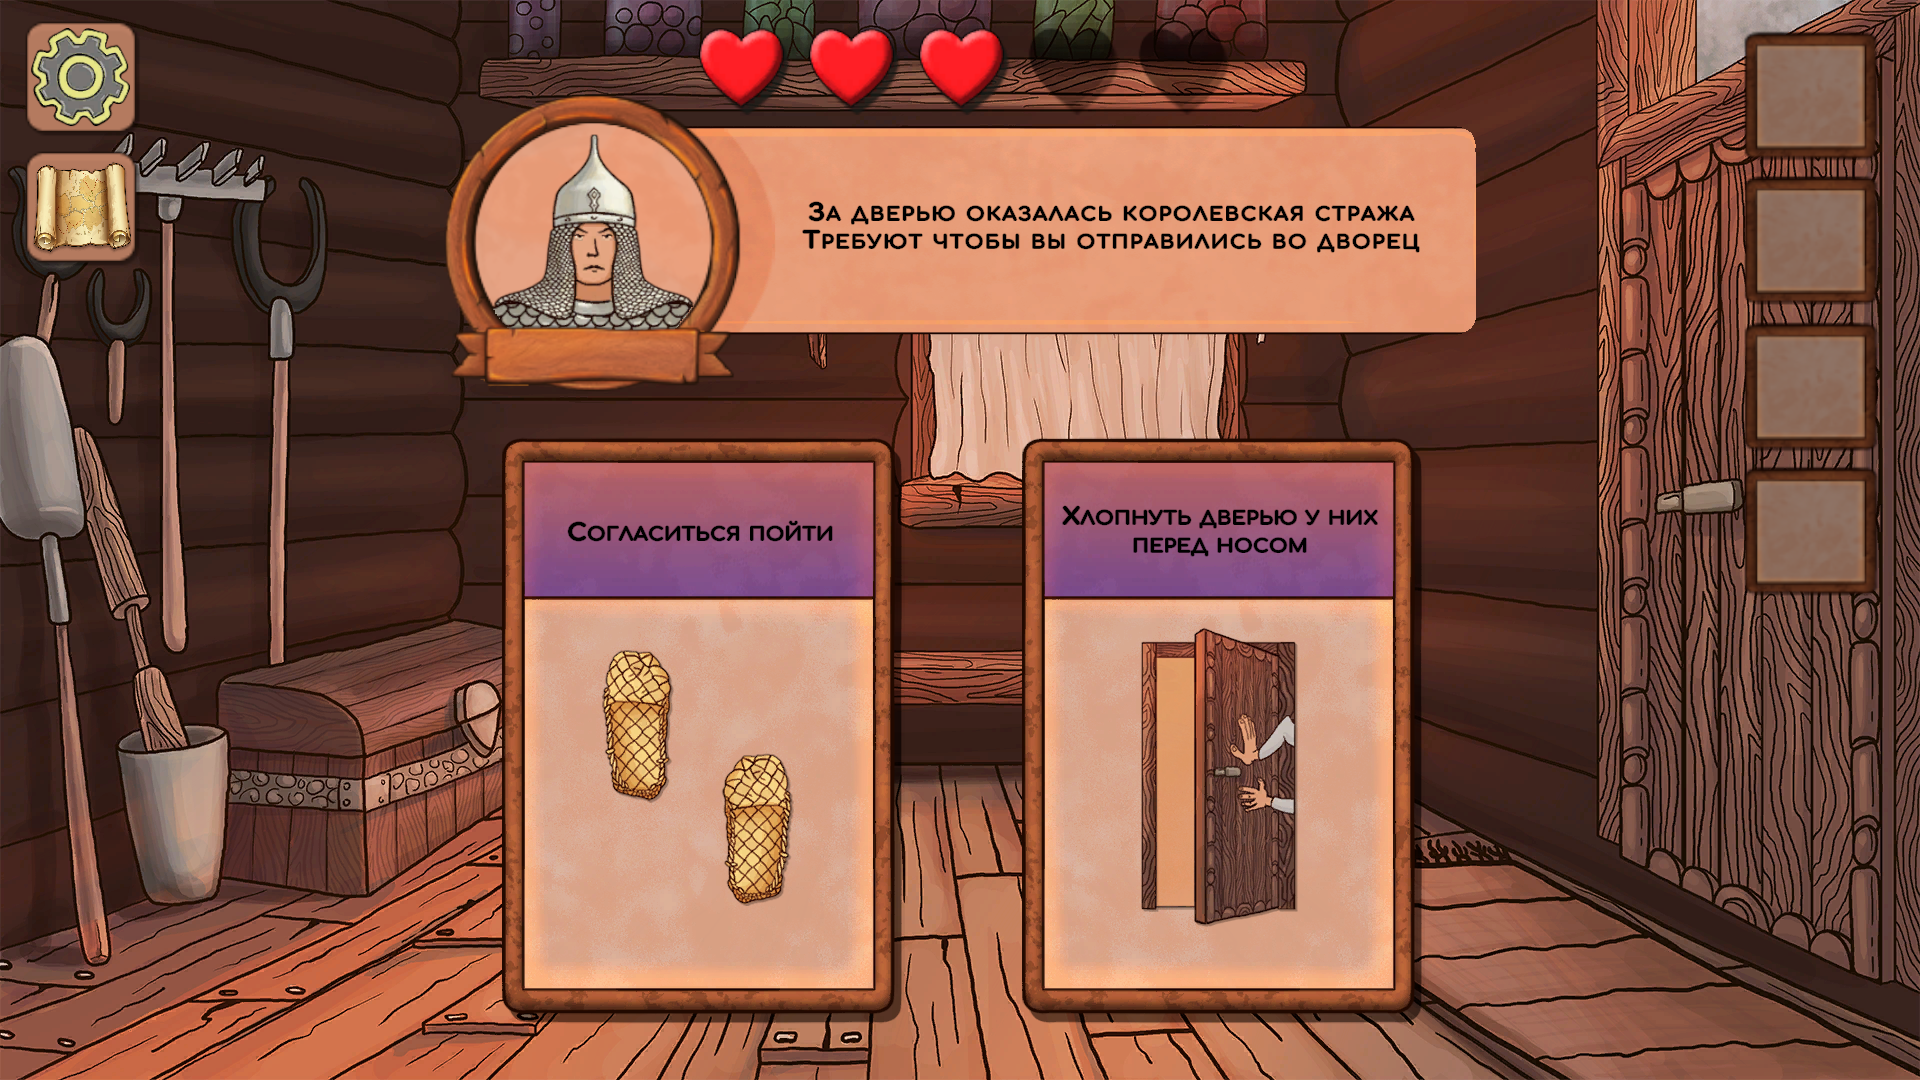 За дверью оказалась королевская стража
Требуют чтобы вы отправились во дворец
Согласиться пойти
Хлопнуть дверью у них
перед носом